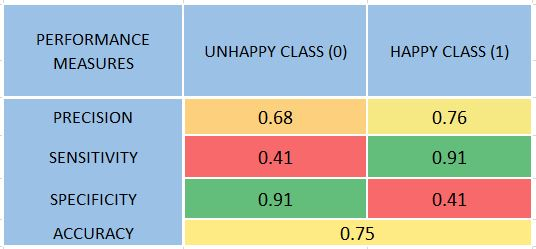 PERFORMANCE MEASURES UNHAPPY CLASS (0) HAPPY CLASS (1)
PRECISION 0.68 0.76
SENSITIVITY 0.41 0.91
SPECIFICITY 0.91 0.41
ACCURACY 0.75